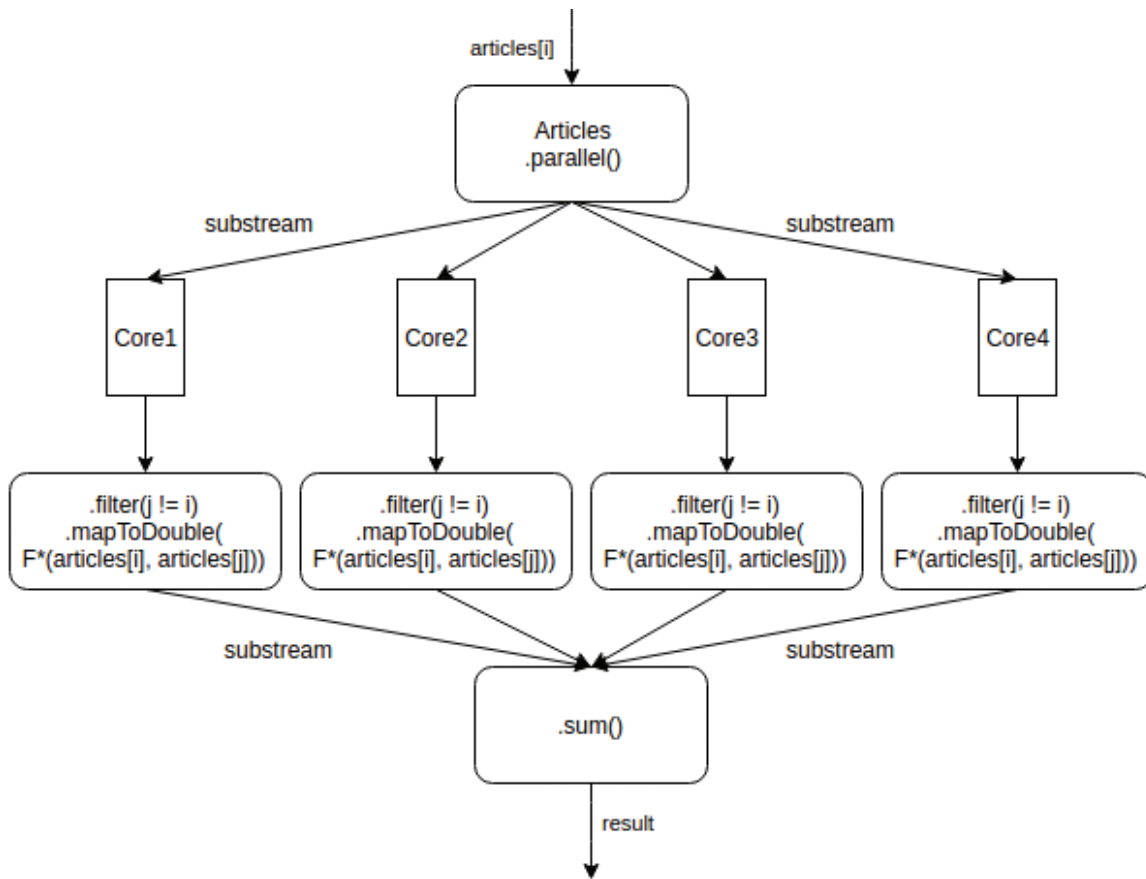 articles[i]
Articles
.parallel()
substream
substream
Core1
Core2
Core3
Core4
.filter(j != i)
.mapToDouble(
F*(articles[i], articles[j]))
.filter(j != i)
.mapToDouble(
F*(articles[i], articles[j]))
.filter(j != i)
.mapToDouble(
F*(articles[i], articles[j]))
.filter(j != i)
.mapToDouble(
F*(articles[i], articles[j]))
substream
substream
.sum()
result